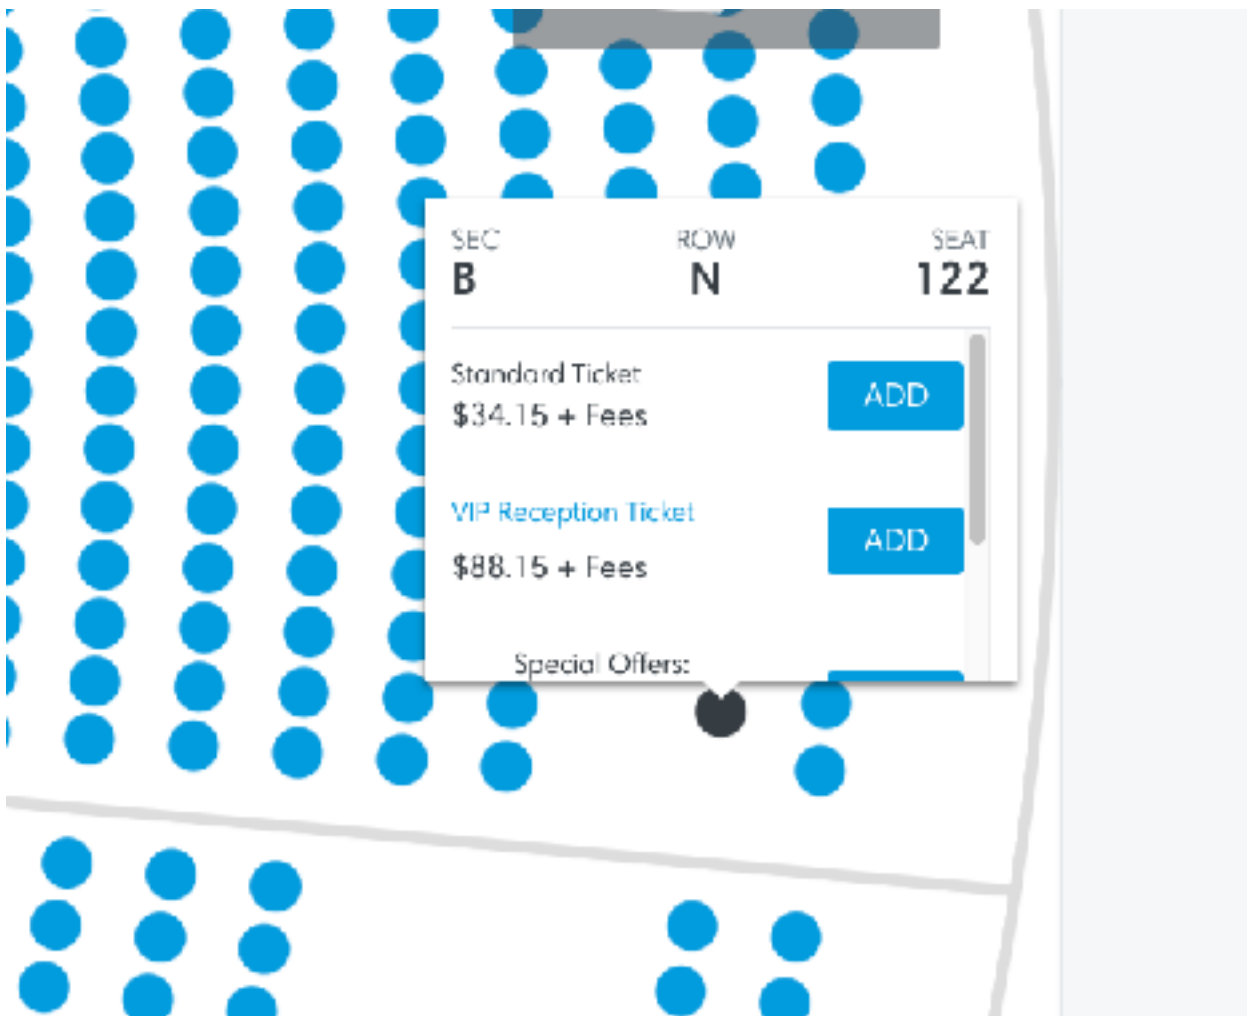 SEC ROW SEAT
B N 122
Standard Ticket
$34.15 + Fees
ADD
VIP Reception Ticket
$88.15 + Fees
ADD
Special Offers: